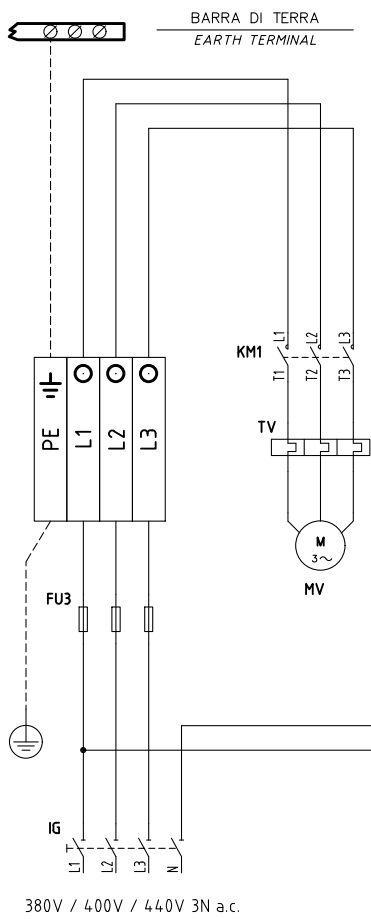 BARRA DI TERRA
EARTH TERMINAL
KM1
L1 L2 L3
T1 T2 T3
PE L1 L2 L3
TV
M
3~
MV
FU3
IG
L1 L2 L3 N
380V / 400V / 440V 3N a.c.